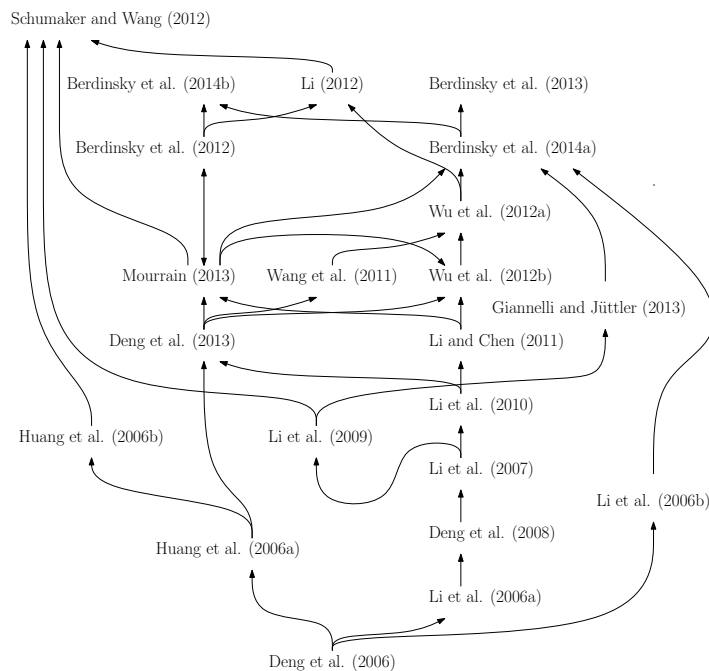 Schumaker and Wang (2012)
Berdinsky et al. (2014b)
Li (2012)
Berdinsky et al. (2013)
Berdinsky et al. (2012)
Berdinsky et al. (2014a)
Wu et al. (2012a)
Mourrain (2013)
Wang et al. (2011)
Wu et al. (2012b)
Giannelli and Jüttler (2013)
Deng et al. (2013)
Li and Chen (2011)
Li et al. (2010)
Huang et al. (2006b)
Li et al. (2009)
Li et al. (2007)
Li et al. (2006b)
Deng et al. (2008)
Huang et al. (2006a)
Li et al. (2006a)
Deng et al. (2006)